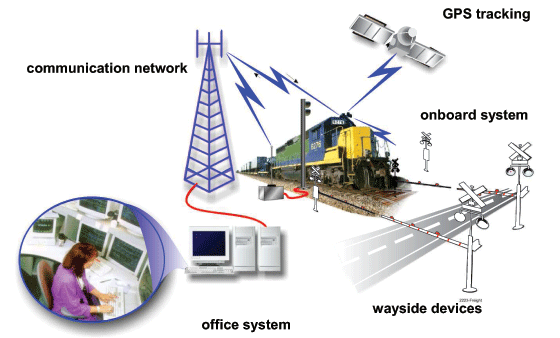 GPS tracking
communication network
onboard system
wayside devices
office system